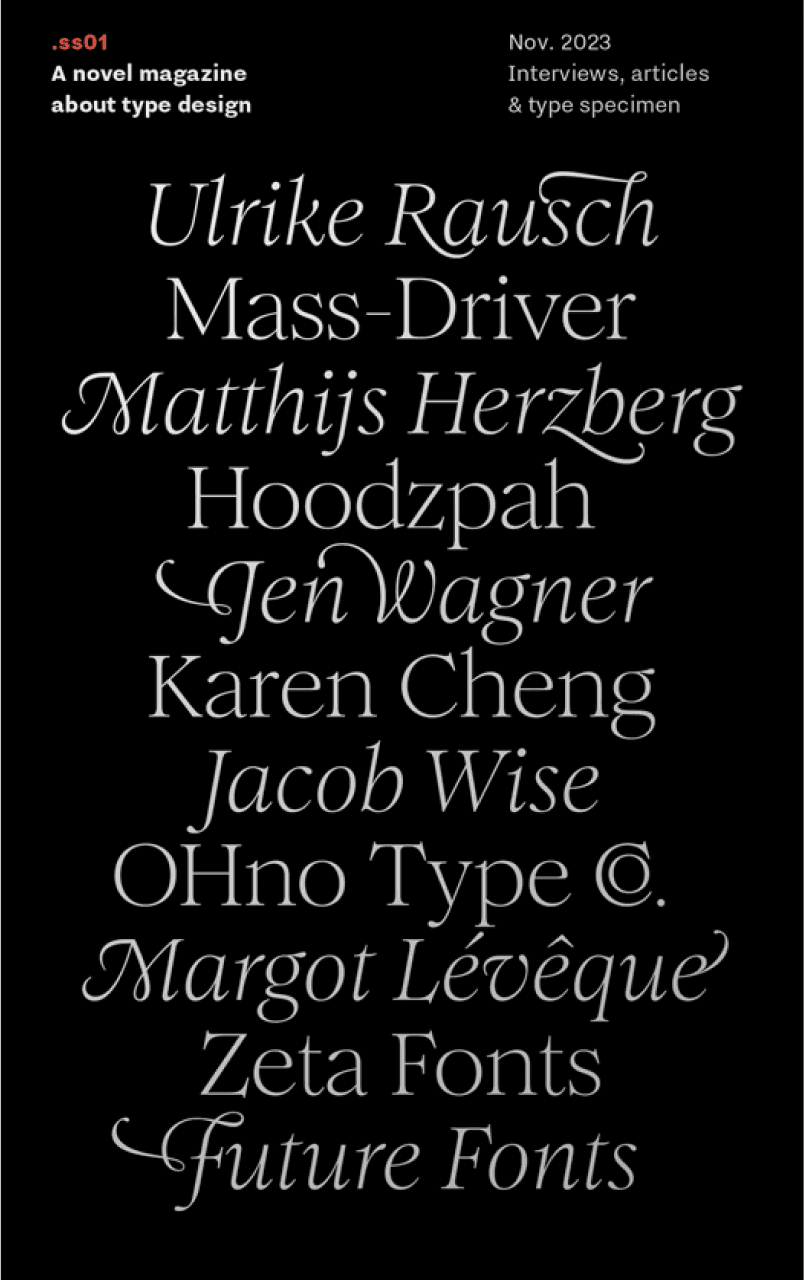 .ss01
A novel magazine
about type design
Nov. 2023
Interviews, articles
& type specimen
Ulrike Rausch
Mass-Driver
Matthijs Herzberg
Hoodzpah
Jen Wagner
Karen Cheng
Jacob Wise
OHno Type Co.
Margot Lévêque
Zeta Fonts
Future Fonts